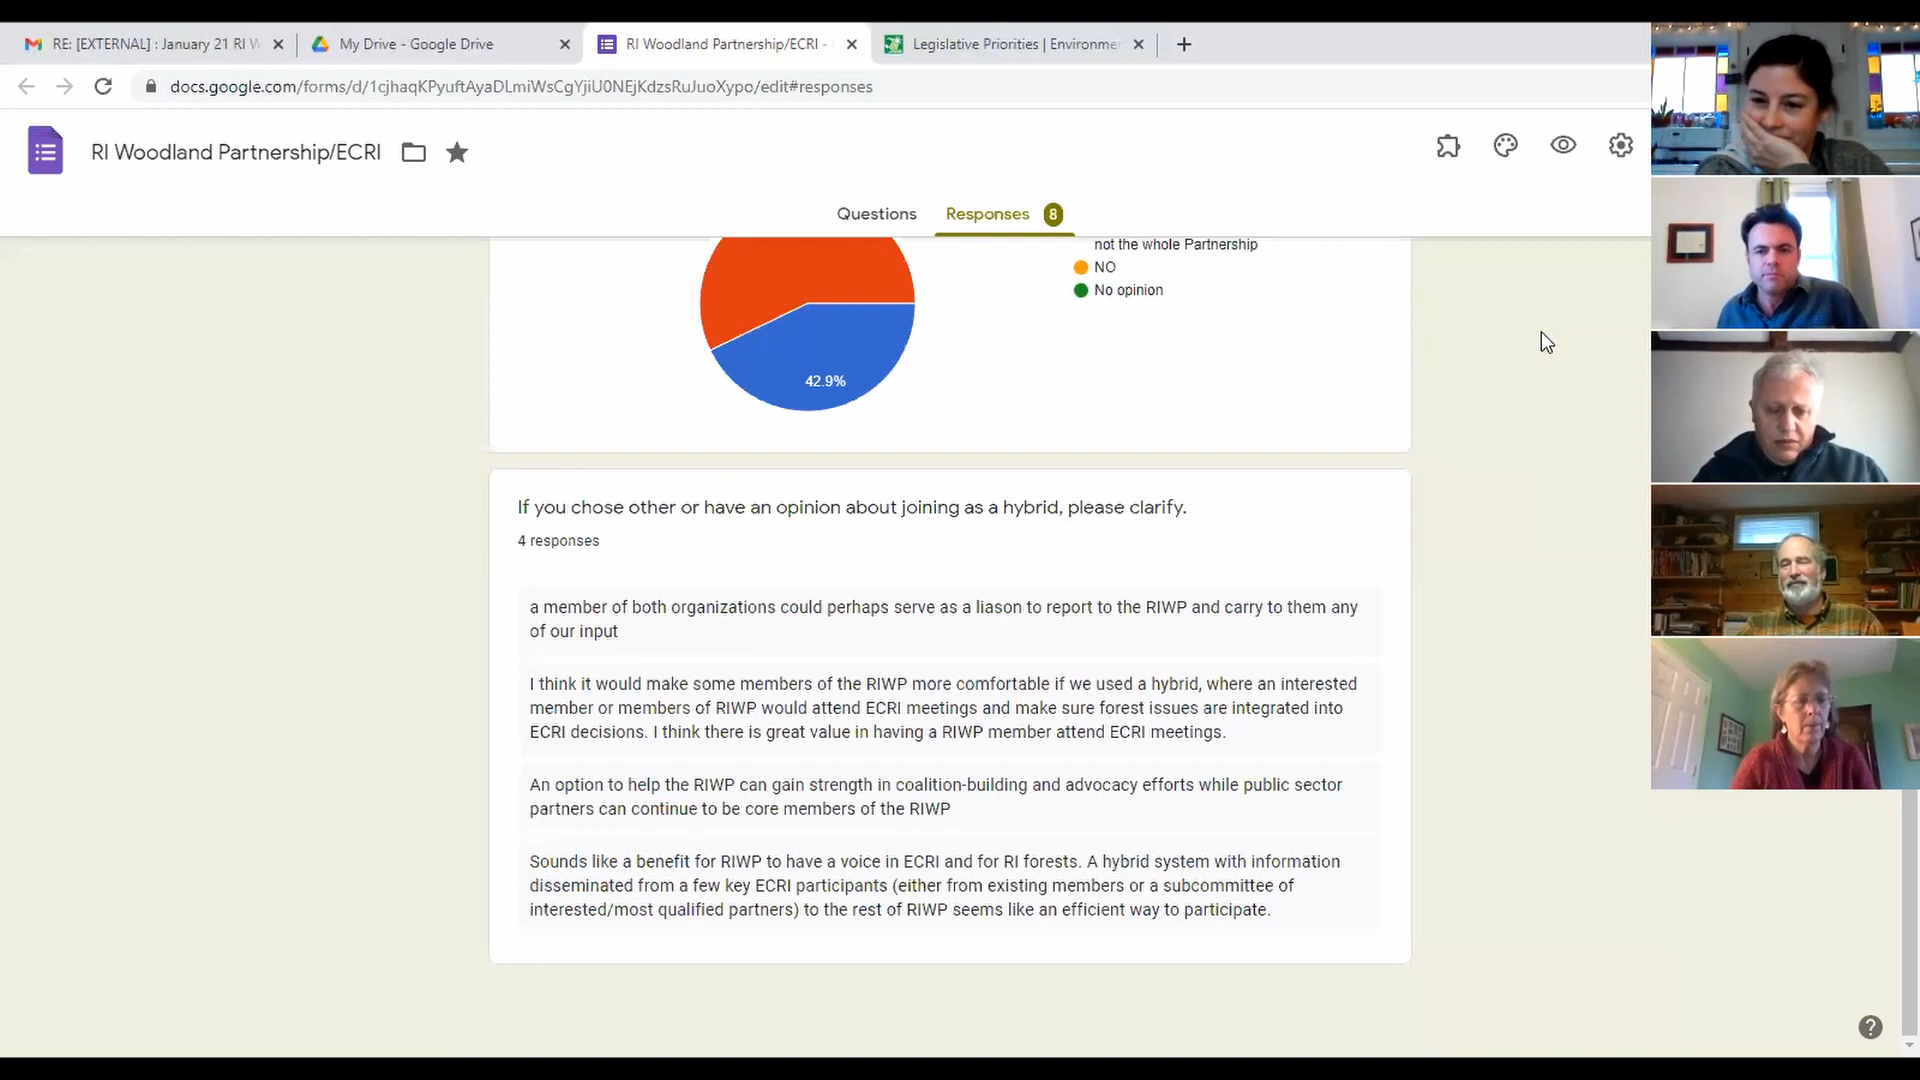 RE: [EXTERNAL] : January 21 RI W
My Drive - Google Drive
RI Woodland Partnership/ECRI -
Legislative Priorities | Environme
docs.google.com/forms/d/1cjhaqKPyuftAyaDLmiWsCgYjiU0NEjKdzsRuJuoXypo/edit#responses
RI Woodland Partnership/ECRI
Questions
Responses 8
not the whole Partnership
NO
No opinion
42.9%
If you chose other or have an opinion about joining as a hybrid, please clarify.
4 responses
a member of both organizations could perhaps serve as a liason to report to the RIWP and carry to them any
of our input
I think it would make some members of the RIWP more comfortable if we used a hybrid, where an interested
member or members of RIWP would attend ECRI meetings and make sure forest issues are integrated into
ECRI decisions. I think there is great value in having a RIWP member attend ECRI meetings.
An option to help the RIWP can gain strength in coalition-building and advocacy efforts while public sector
partners can continue to be core members of the RIWP
Sounds like a benefit for RIWP to have a voice in ECRI and for RI forests. A hybrid system with information
disseminated from a few key ECRI participants (either from existing members or a subcommittee of
interested/most qualified partners) to the rest of RIWP seems like an efficient way to participate.